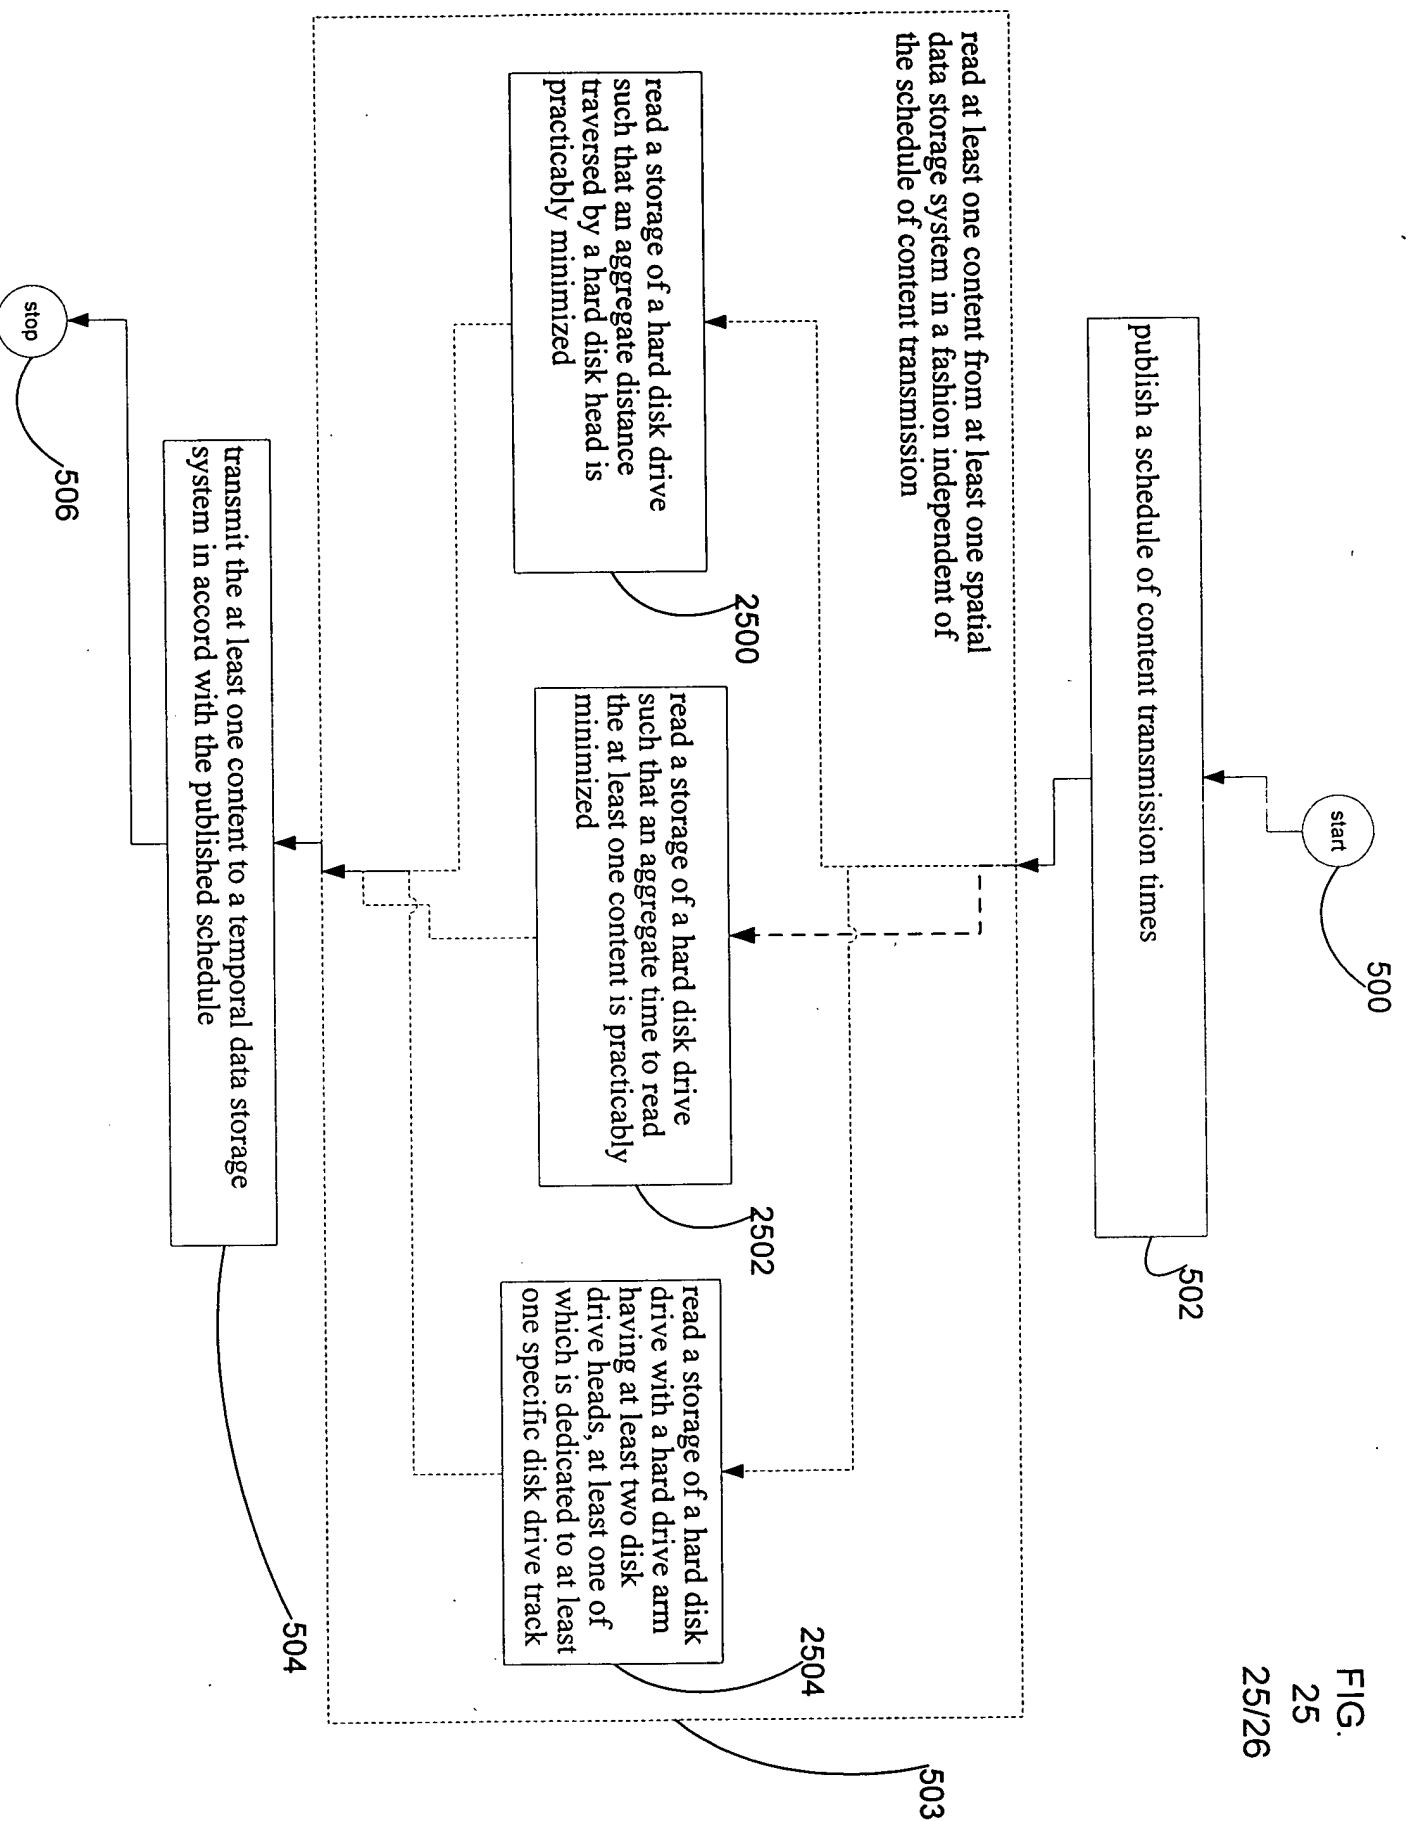 FIG.
25
25/26
start
500
publish a schedule of content transmission times
502
read at least one content from at least one spatial
data storage system in a fashion independent of
the schedule of content transmission
503
read a storage of a hard disk drive
such that an aggregate distance
traversed by a hard disk head is
practicably minimized
2500
read a storage of a hard disk drive
such that an aggregate time to read
the at least one content is practicably
minimized
2502
read a storage of a hard disk
drive with a hard drive arm
having at least two disk
drive heads, at least one of
which is dedicated to at least
one specific disk drive track
2504
transmit the at least one content to a temporal data storage
system in accord with the published schedule
504
stop
506